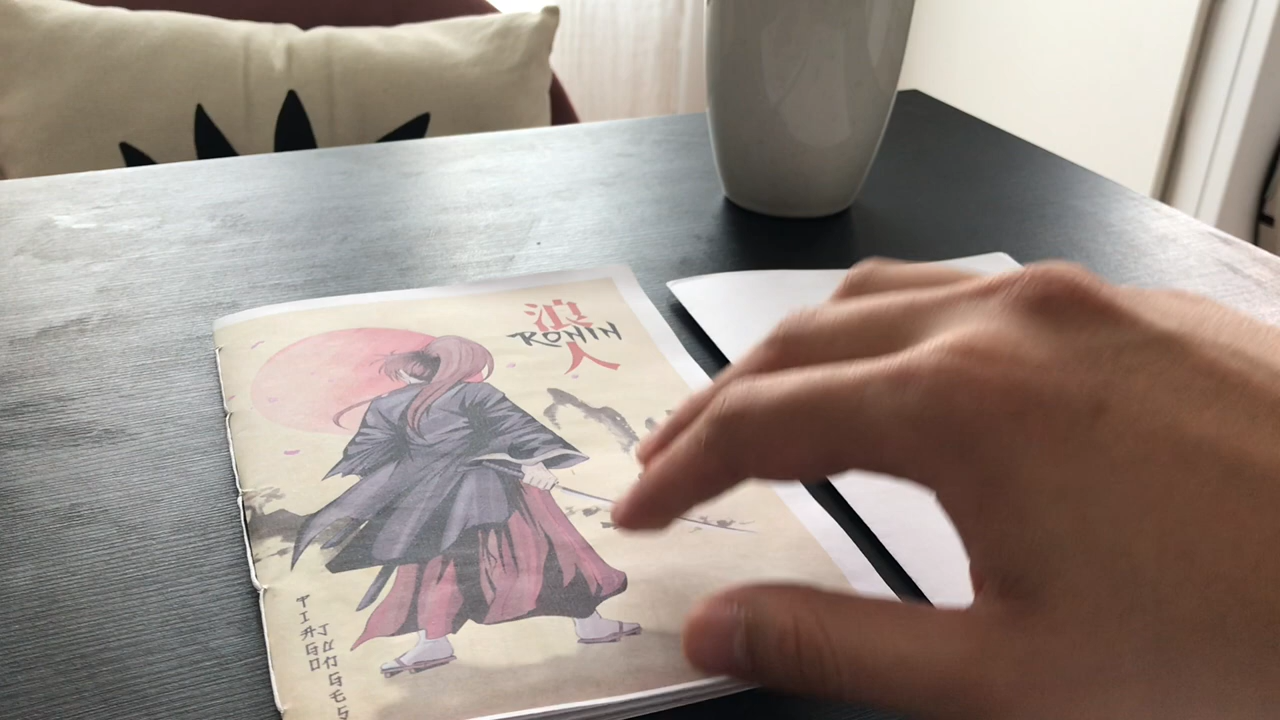 浪
RONIN
人
TIAGO
JUNGES